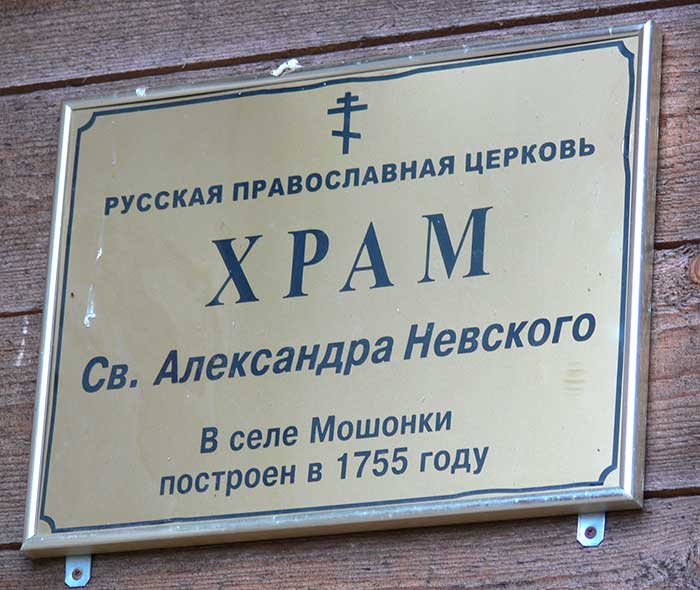 РУССКАЯ ПРАВОСЛАВНАЯ ЦЕРКОВЬ
ХРАМ
Св. Александра Невского
В селе Мошонки
построен в 1755 году